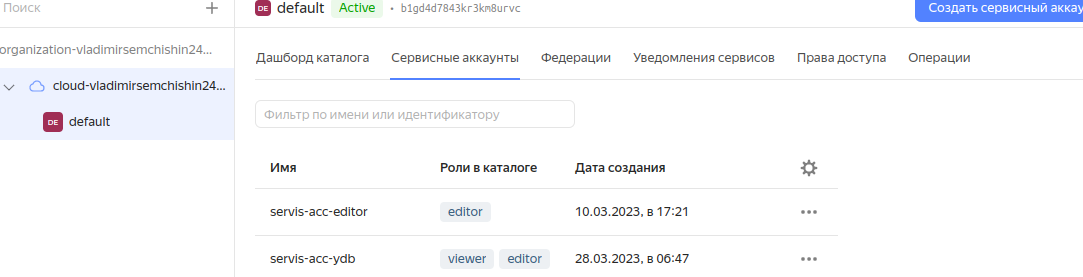 Поиск
DE default Active • b1gd4d7843kr3km8urvc
Создать сервисный аккау
organization-vladimirsemchishin24...
cloud-vladimirsemchishin24...
DE default
Дашборд каталога Сервисные аккаунты Федерации Уведомления сервисов Права доступа Операции
Фильтр по имени или идентификатору
Имя Роли в каталоге Дата создания
servis-acc-editor editor 10.03.2023, в 17:21
servis-acc-ydb viewer editor 28.03.2023, в 06:47